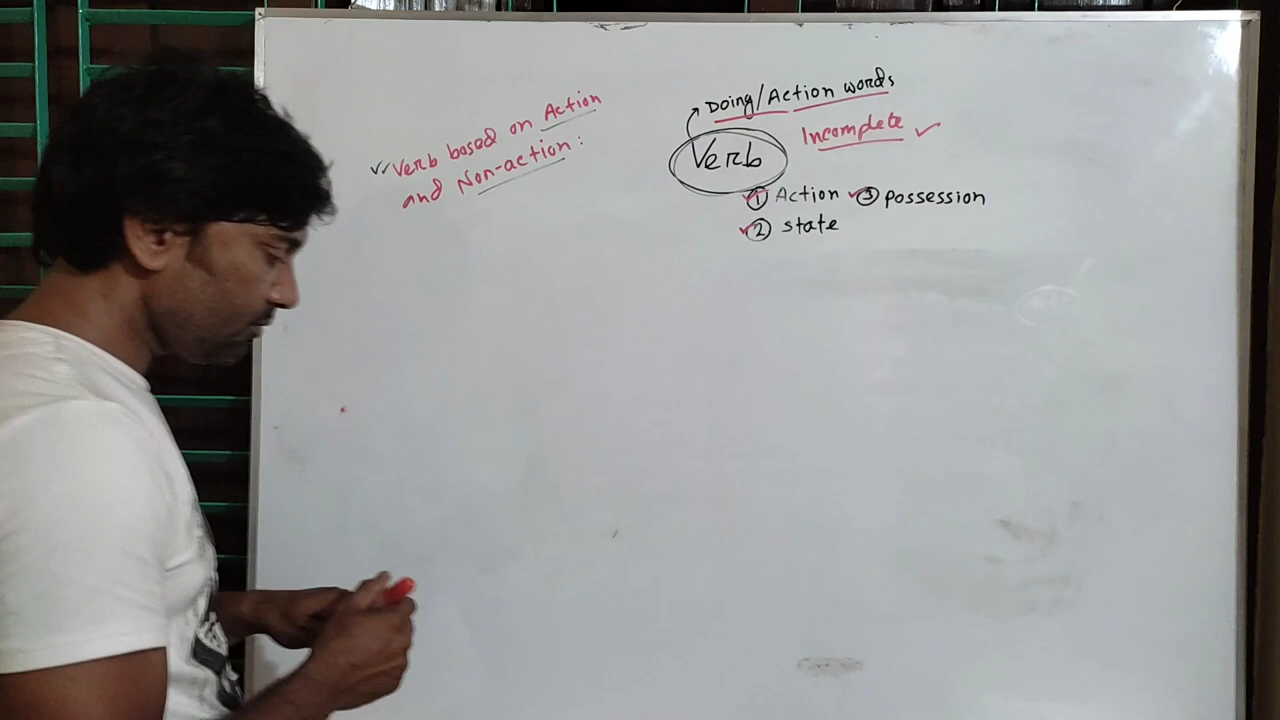 Verb based on Action
and Non-action:
Doing/Action words
Verb
Incomplete
① Action ③ possession
② state